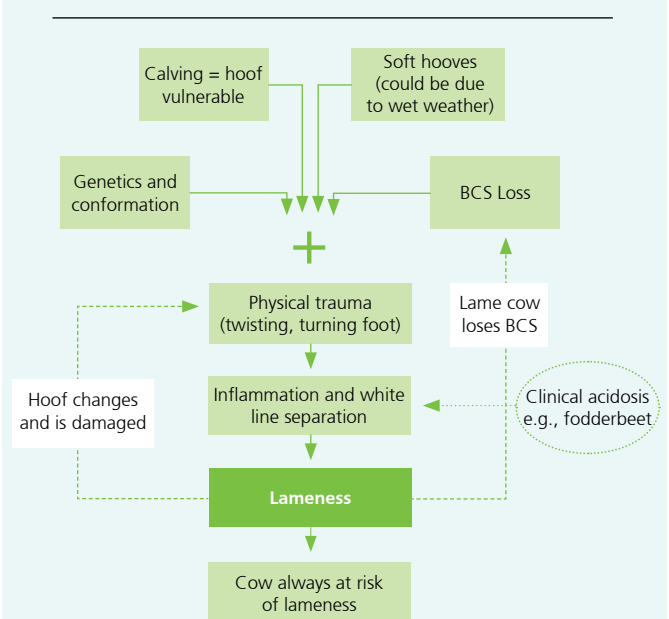 Calving = hoof
vulnerable
Soft hooves
(could be due
to wet weather)
Genetics and
conformation
BCS Loss
+
Physical trauma
(twisting, turning foot)
Lame cow
loses BCS
Hoof changes
and is damaged
Inflammation and white
line separation
Clinical acidosis
e.g., fodderbeet
Lameness
Cow always at risk
of lameness